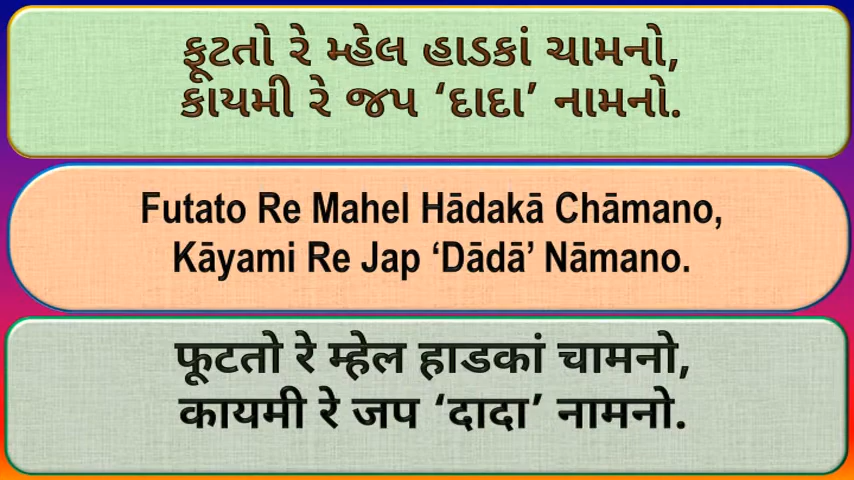 ફૂટતો રે મ્હેલ હાડકાં ચામનો,
કાયમી રે જપ ‘દાદા’ નામનો.
Futato Re Mahel Hādakā Chāmano,
Kāyami Re Jap ‘Dādā’ Nāmano.
फूटतो रे म्हेल हाडकां चामनो,
कायमी रे जप ‘दादा’ नामनो.